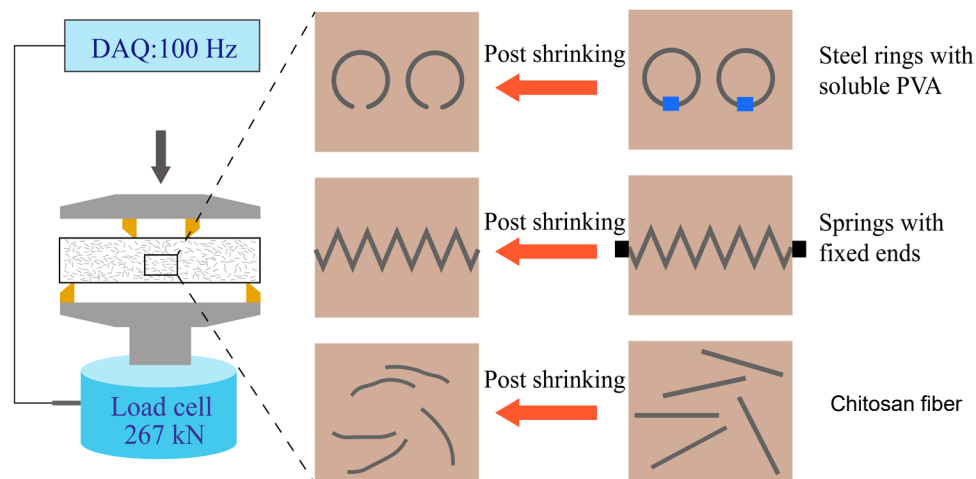 DAQ:100 Hz
Post shrinking
Steel rings with
soluble PVA
Post shrinking
Springs with
fixed ends
Load cell
267 kN
Post shrinking
Chitosan fiber